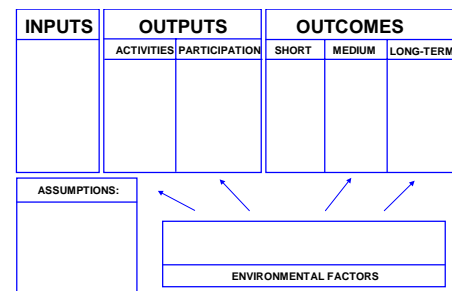 INPUTS OUTPUTS OUTCOMES
ACTIVITIES PARTICIPATION SHORT MEDIUM LONG-TERM
ASSUMPTIONS:
ENVIRONMENTAL FACTORS